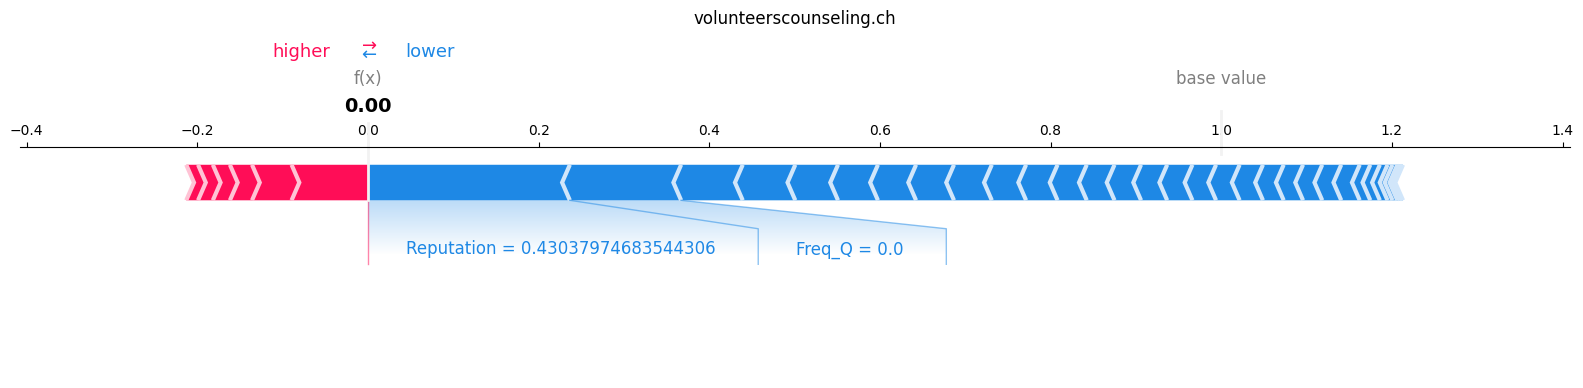 volunteerscounseling.ch
higher ⇄ lower
f(x)
base value
0.00
−0.4 −0.2 0.0 0.2 0.4 0.6 0.8 1.0 1.2 1.4
Reputation = 0.43037974683544306
Freq_Q = 0.0